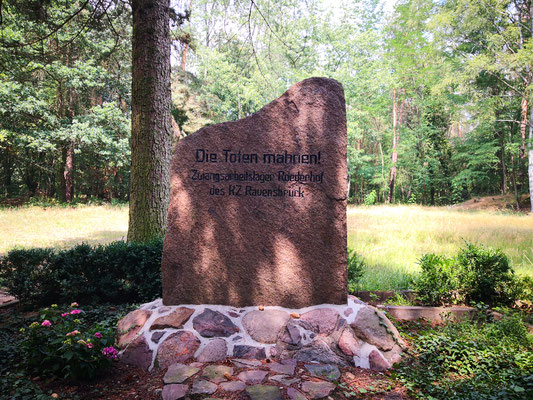 Die Toten mahnen!
Zwangsarbeitslager Roederhof
des KZ Ravensbrück